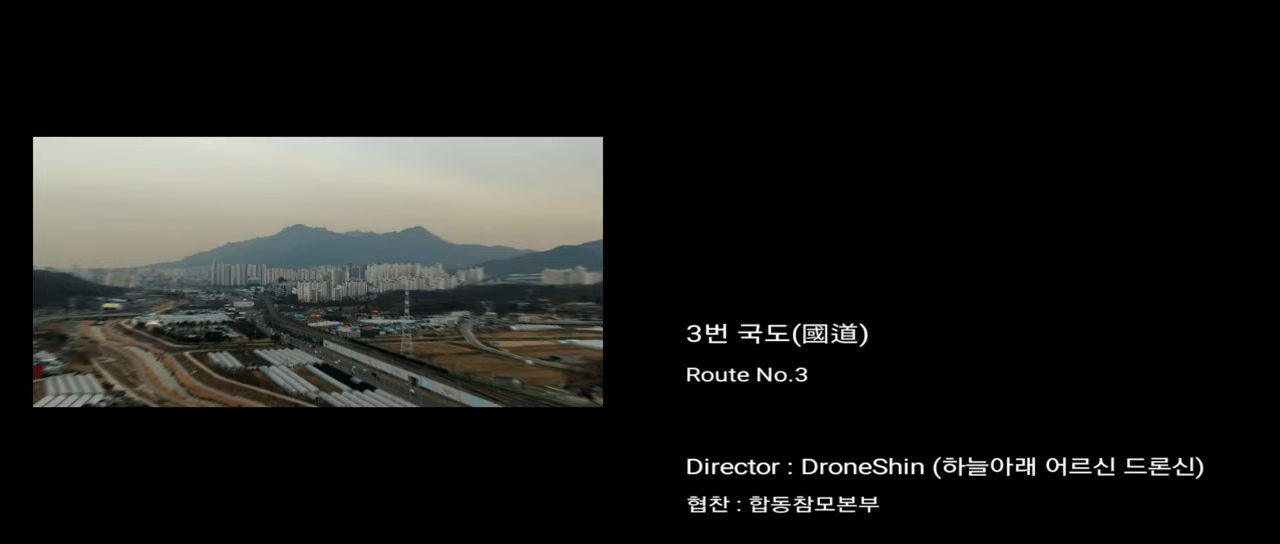 3번 국도(國道)
Route No.3
Director : DroneShin (하늘아래 어르신 드론신)
협찬 : 합동참모본부